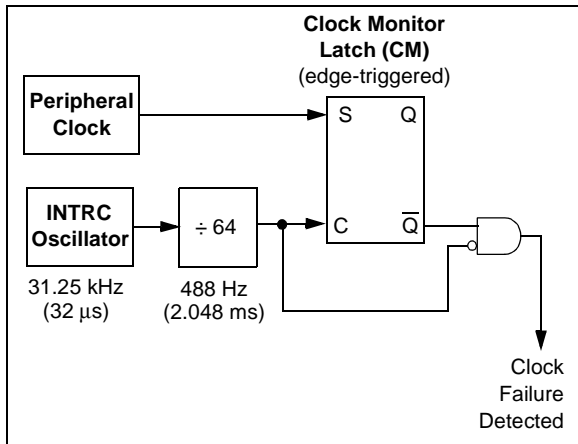 Clock Monitor
Latch (CM)
(edge-triggered)
Peripheral
Clock
S Q
INTRC
Oscillator
÷ 64
C Q̅
31.25 kHz
(32 μs)
488 Hz
(2.048 ms)
Clock
Failure
Detected